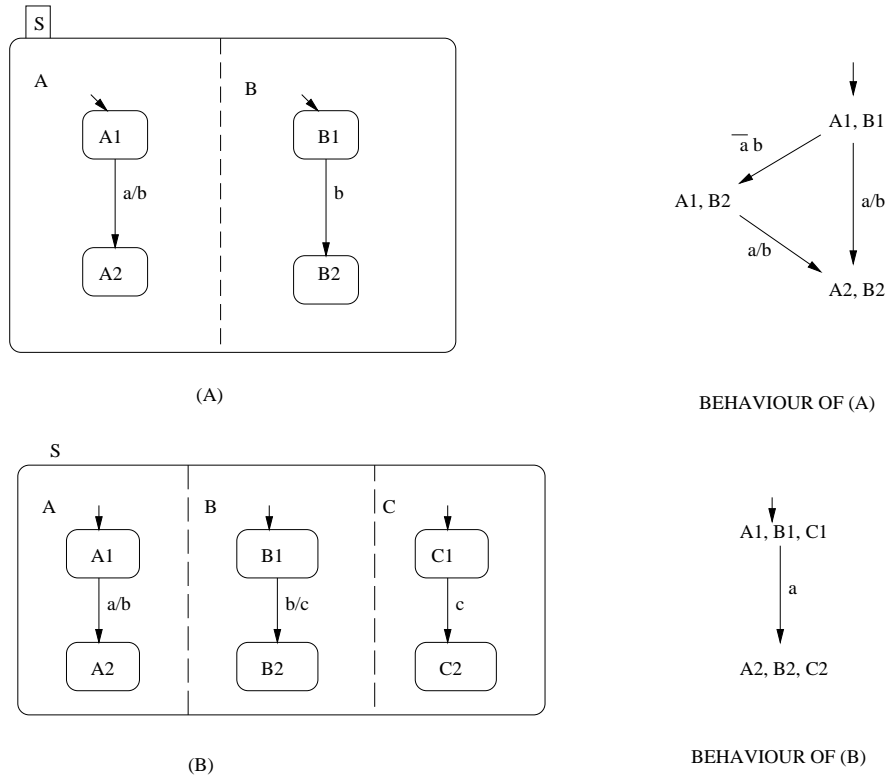 S
A
B
A1
B1
a/b
b
A2
B2
(A)
A1, B1
a̅ b
A1, B2
a/b
a/b
A2, B2
BEHAVIOUR OF (A)
S
A
B
C
A1
B1
C1
a/b
b/c
c
A2
B2
C2
(B)
A1, B1, C1
a
A2, B2, C2
BEHAVIOUR OF (B)